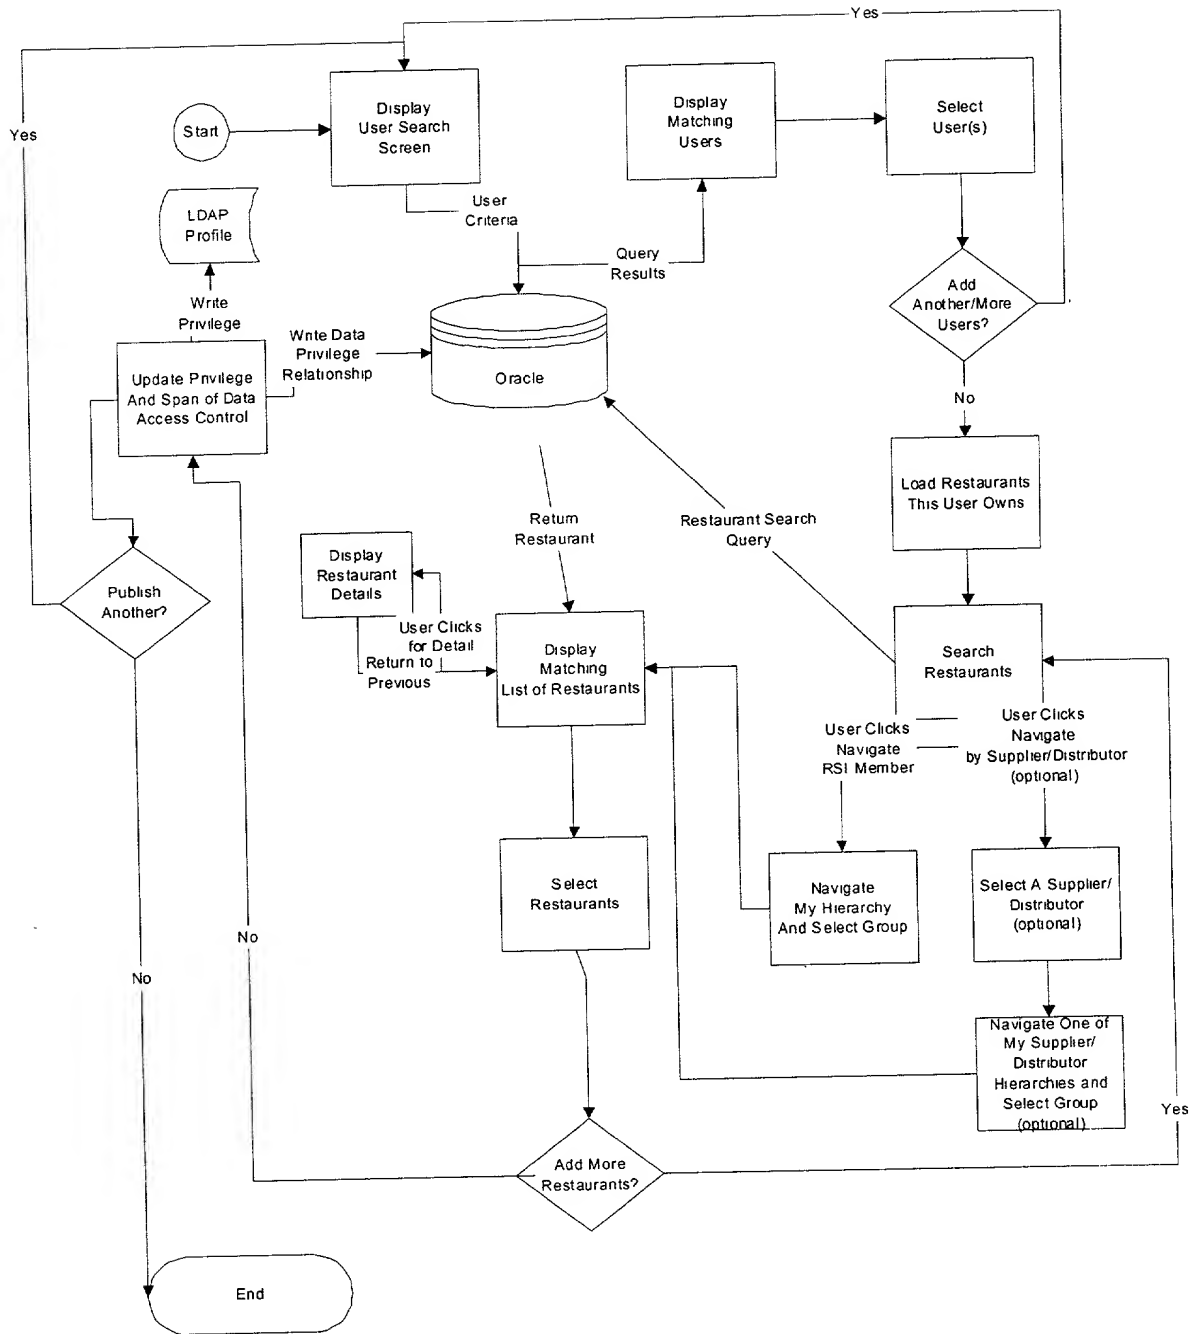 Yes
Yes
Start
Display
User Search
Screen
Display
Matching
Users
Select
User(s)
LDAP
Profile
User
Criteria
Query
Results
Add
Another/More
Users?
Write
Privilege
Write Data
Privilege
Relationship
Oracle
Update Privilege
And Span of Data
Access Control
No
Load Restaurants
This User Owns
Return
Restaurant
Restaurant Search
Query
Display
Restaurant
Details
Publish
Another?
User Clicks
for Detail
Return to
Previous
Display
Matching
List of Restaurants
Search
Restaurants
User Clicks
Navigate
RSI Member
User Clicks
Navigate
by Supplier/Distributor
(optional)
Select
Restaurants
Navigate
My Hierarchy
And Select Group
Select A Supplier/
Distributor
(optional)
No
No
Navigate One of
My Supplier/
Distributor
Hierarchies and
Select Group
(optional)
Yes
Add More
Restaurants?
End